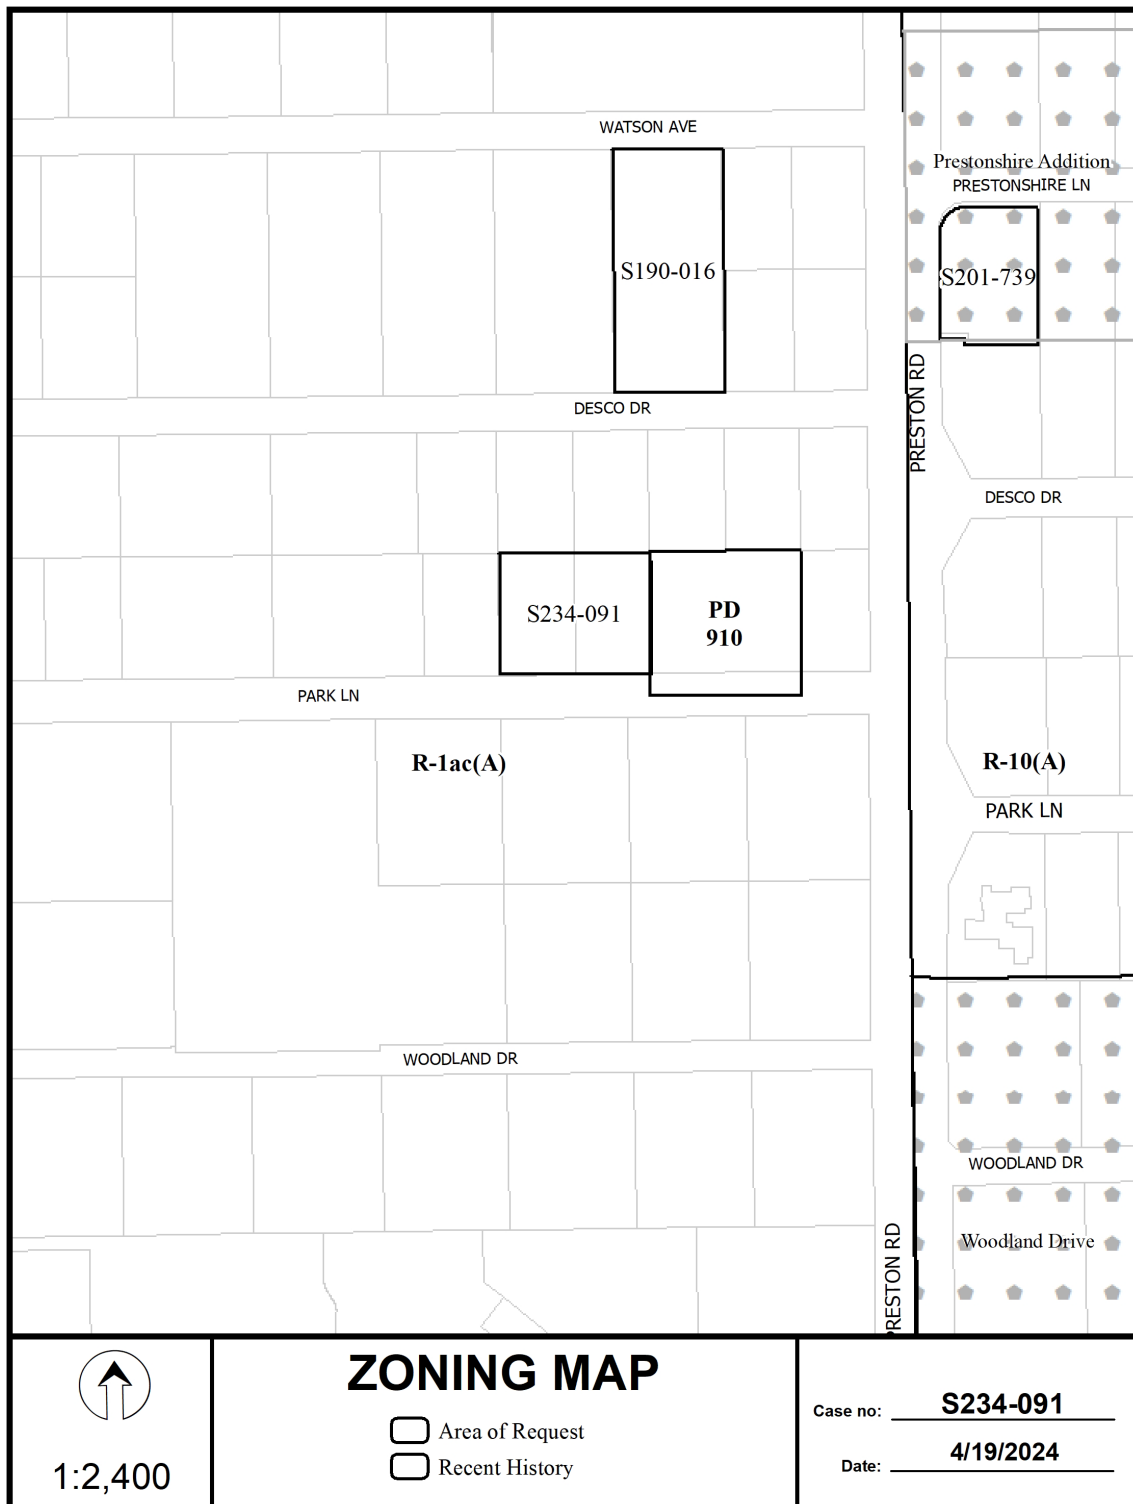 WATSON AVE
Prestonshire Addition
PRESTONSHIRE LN
S190-016
S201-739
PRESTON RD
DESCO DR
DESCO DR
S234-091
PD
910
PARK LN
R-1ac(A)
R-10(A)
PARK LN
WOODLAND DR
WOODLAND DR
Woodland Drive
PRESTON RD
ZONING MAP
Area of Request
Recent History
1:2,400
Case no: S234-091
Date: 4/19/2024